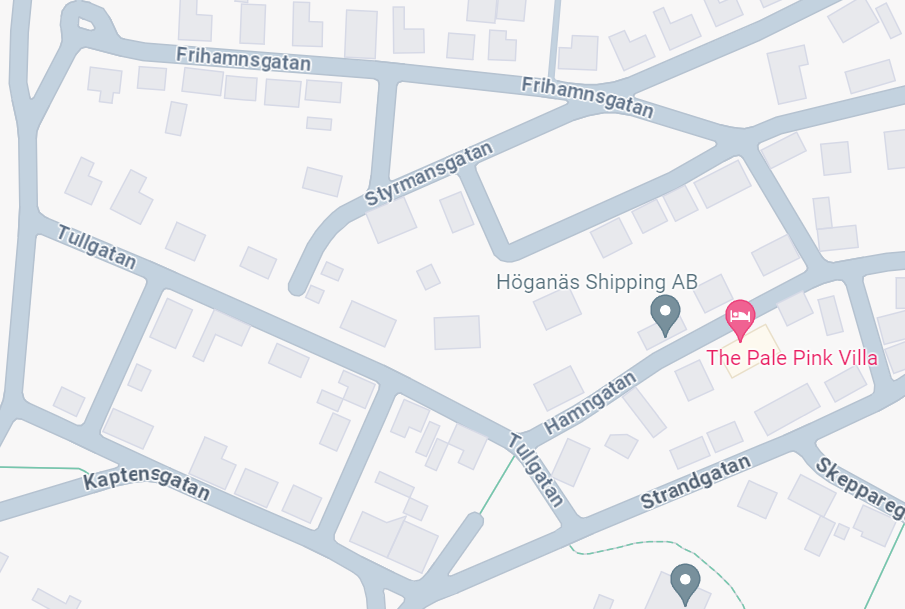 Frihamnsgatan
Frihamnsgatan
Styrmansgatan
Tullgatan
Höganäs Shipping AB
The Pale Pink Villa
Hamngatan
Tullgatan
Kaptensgatan
Strandgatan
Skeppareg